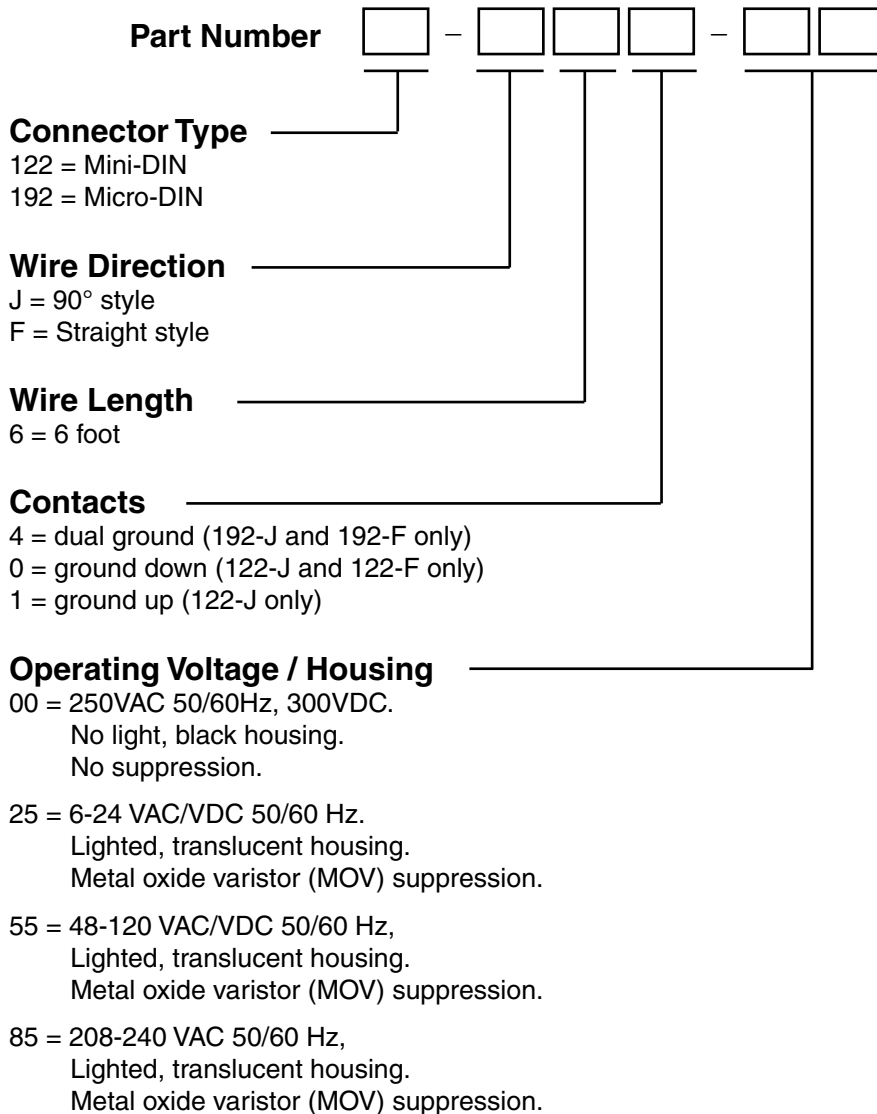 Part Number – –
Connector Type
122 = Mini-DIN
192 = Micro-DIN
Wire Direction
J = 90° style
F = Straight style
Wire Length
6 = 6 foot
Contacts
4 = dual ground (192-J and 192-F only)
0 = ground down (122-J and 122-F only)
1 = ground up (122-J only)
Operating Voltage / Housing
00 = 250VAC 50/60Hz, 300VDC.
No light, black housing.
No suppression.
25 = 6-24 VAC/VDC 50/60 Hz.
Lighted, translucent housing.
Metal oxide varistor (MOV) suppression.
55 = 48-120 VAC/VDC 50/60 Hz,
Lighted, translucent housing.
Metal oxide varistor (MOV) suppression.
85 = 208-240 VAC 50/60 Hz,
Lighted, translucent housing.
Metal oxide varistor (MOV) suppression.